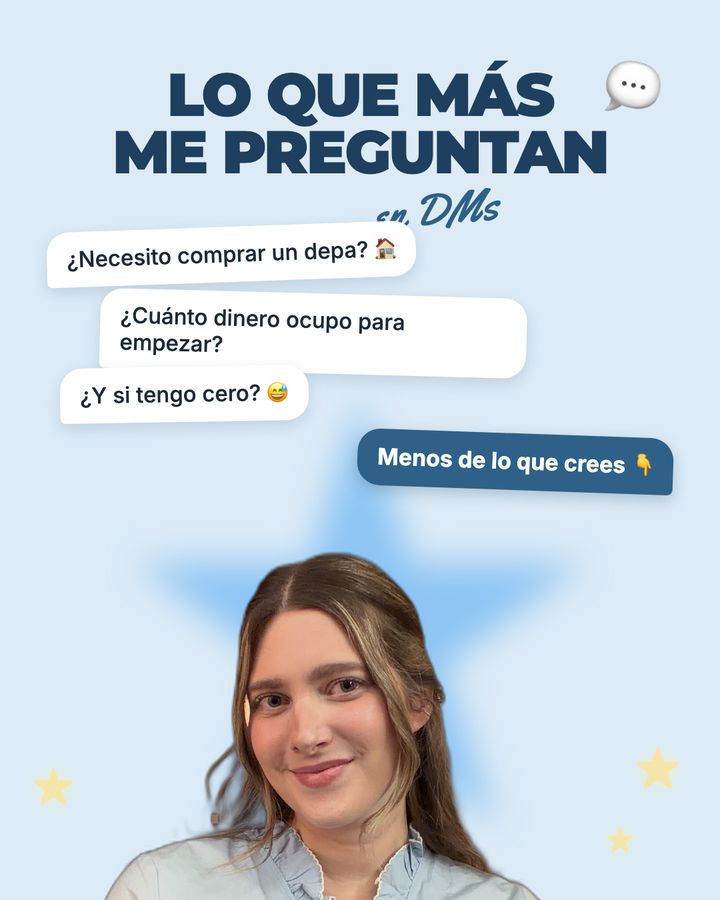 LO QUE MÁS
ME PREGUNTAN
en DMs
¿Necesito comprar un depa? 🏠
¿Cuánto dinero ocupo para
empezar?
¿Y si tengo cero? 😅
Menos de lo que crees 👇